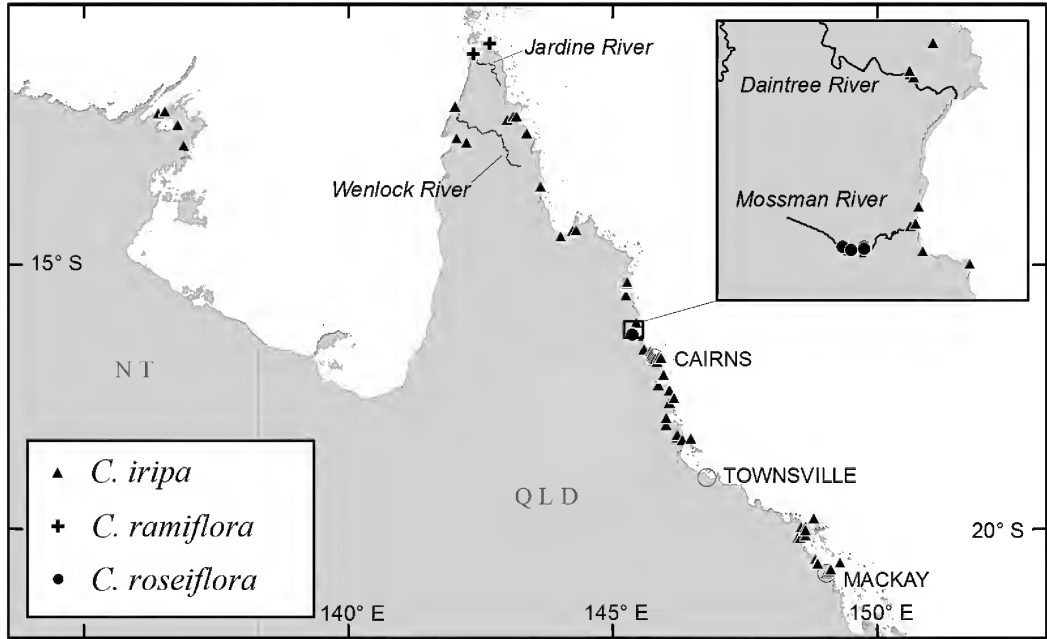 Jardine River
Daintree River
Wenlock River
Mossman River
15° S
NT
CAIRNS
C. iripa
TOWNSVILLE
QLD
C. ramiflora
20° S
C. roseiflora
MACKAY
140° E
145° E
150° E